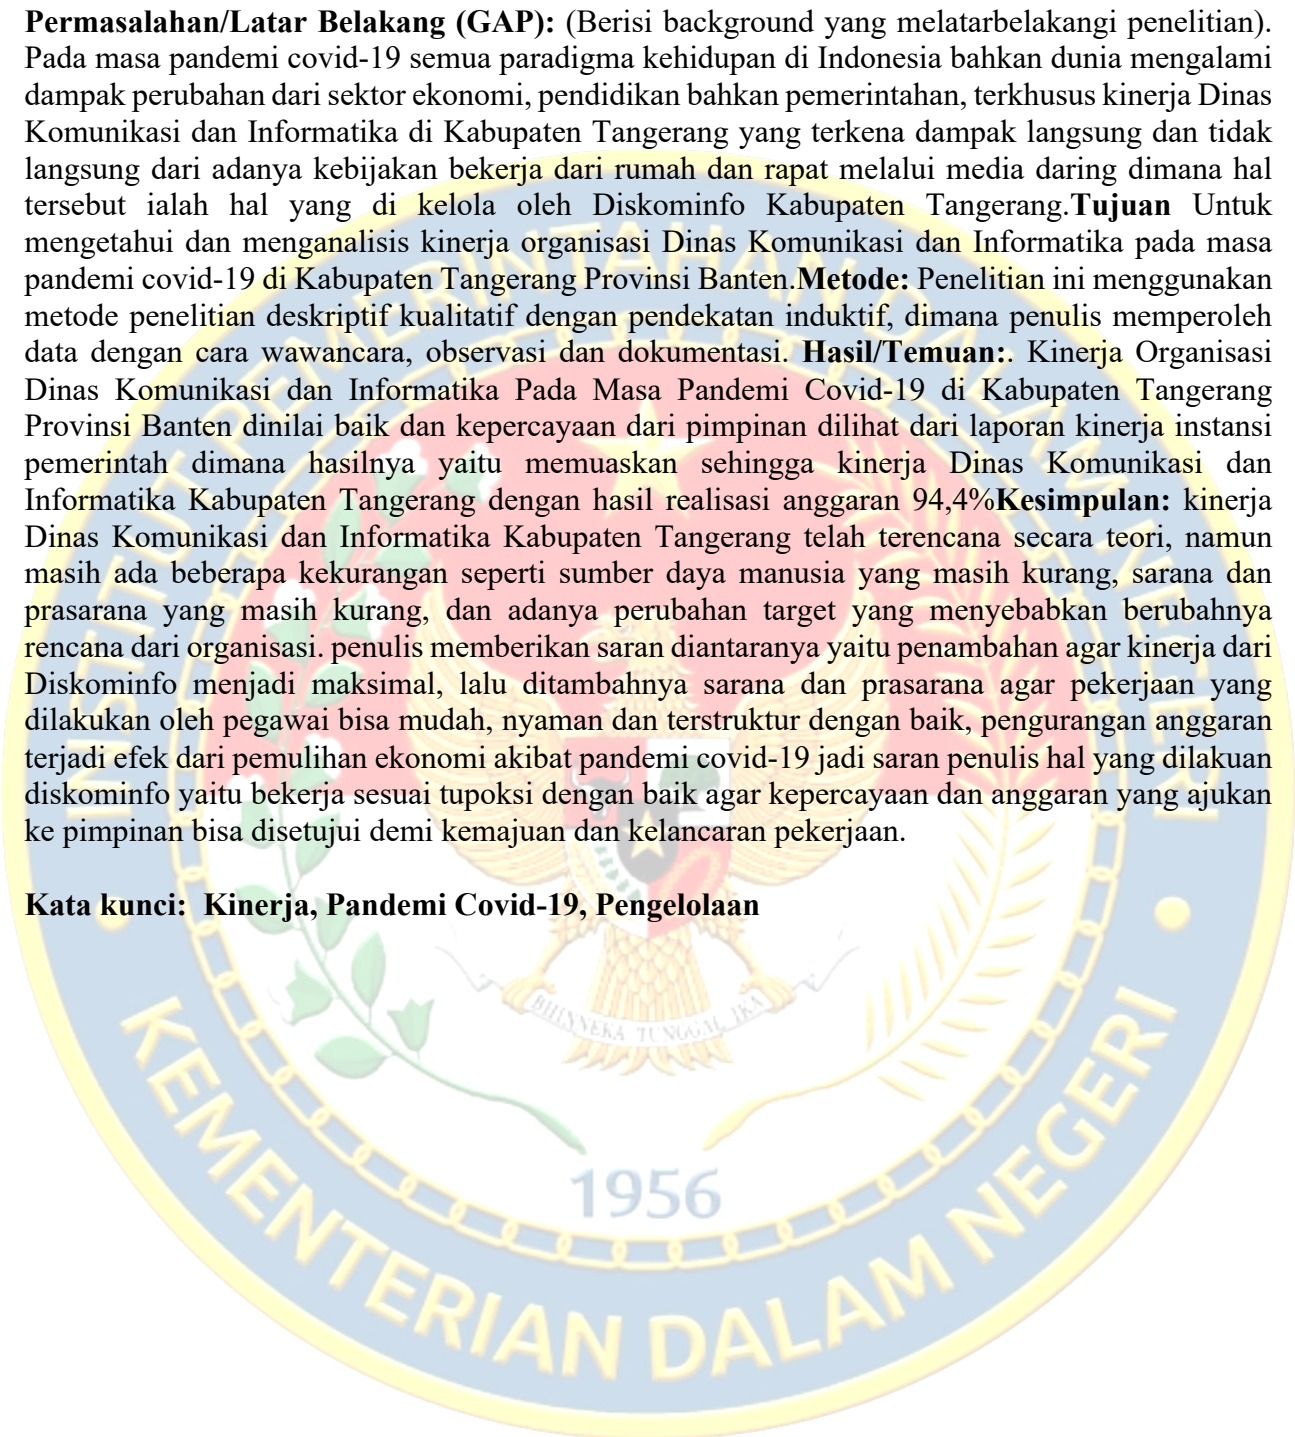 Permasalahan/Latar Belakang (GAP): (Berisi background yang melatarbelakangi penelitian).
Pada masa pandemi covid-19 semua paradigma kehidupan di Indonesia bahkan dunia mengalami
dampak perubahan dari sektor ekonomi, pendidikan bahkan pemerintahan, terkhusus kinerja Dinas
Komunikasi dan Informatika di Kabupaten Tangerang yang terkena dampak langsung dan tidak
langsung dari adanya kebijakan bekerja dari rumah dan rapat melalui media daring dimana hal
tersebut ialah hal yang di kelola oleh Diskominfo Kabupaten Tangerang.Tujuan Untuk
mengetahui dan menganalisis kinerja organisasi Dinas Komunikasi dan Informatika pada masa
pandemi covid-19 di Kabupaten Tangerang Provinsi Banten.Metode: Penelitian ini menggunakan
metode penelitian deskriptif kualitatif dengan pendekatan induktif, dimana penulis memperoleh
data dengan cara wawancara, observasi dan dokumentasi. Hasil/Temuan:. Kinerja Organisasi
Dinas Komunikasi dan Informatika Pada Masa Pandemi Covid-19 di Kabupaten Tangerang
Provinsi Banten dinilai baik dan kepercayaan dari pimpinan dilihat dari laporan kinerja instansi
pemerintah dimana hasilnya yaitu memuaskan sehingga kinerja Dinas Komunikasi dan
Informatika Kabupaten Tangerang dengan hasil realisasi anggaran 94,4%Kesimpulan: kinerja
Dinas Komunikasi dan Informatika Kabupaten Tangerang telah terencana secara teori, namun
masih ada beberapa kekurangan seperti sumber daya manusia yang masih kurang, sarana dan
prasarana yang masih kurang, dan adanya perubahan target yang menyebabkan berubahnya
rencana dari organisasi. penulis memberikan saran diantaranya yaitu penambahan agar kinerja dari
Diskominfo menjadi maksimal, lalu ditambahnya sarana dan prasarana agar pekerjaan yang
dilakukan oleh pegawai bisa mudah, nyaman dan terstruktur dengan baik, pengurangan anggaran
terjadi efek dari pemulihan ekonomi akibat pandemi covid-19 jadi saran penulis hal yang dilakuan
diskominfo yaitu bekerja sesuai tupoksi dengan baik agar kepercayaan dan anggaran yang ajukan
ke pimpinan bisa disetujui demi kemajuan dan kelancaran pekerjaan.
Kata kunci: Kinerja, Pandemi Covid-19, Pengelolaan
INSTITUT PEMERINTAHAN DALAM NEGERI
BHINNEKA TUNGGAL IKA
1956
KEMENTERIAN DALAM NEGERI